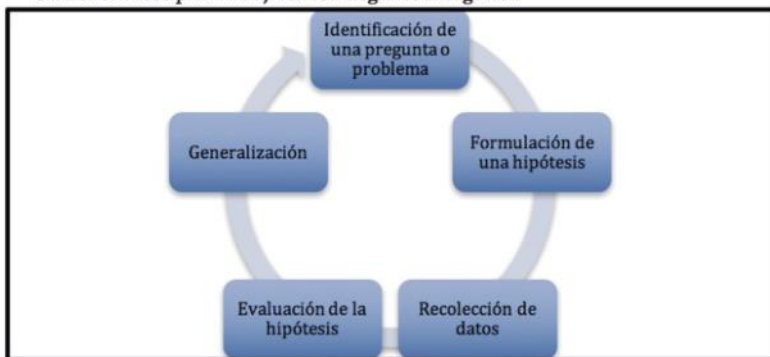 Identificación de
una pregunta o
problema
Formulación de
una hipótesis
Recolección de
datos
Evaluación de la
hipótesis
Generalización